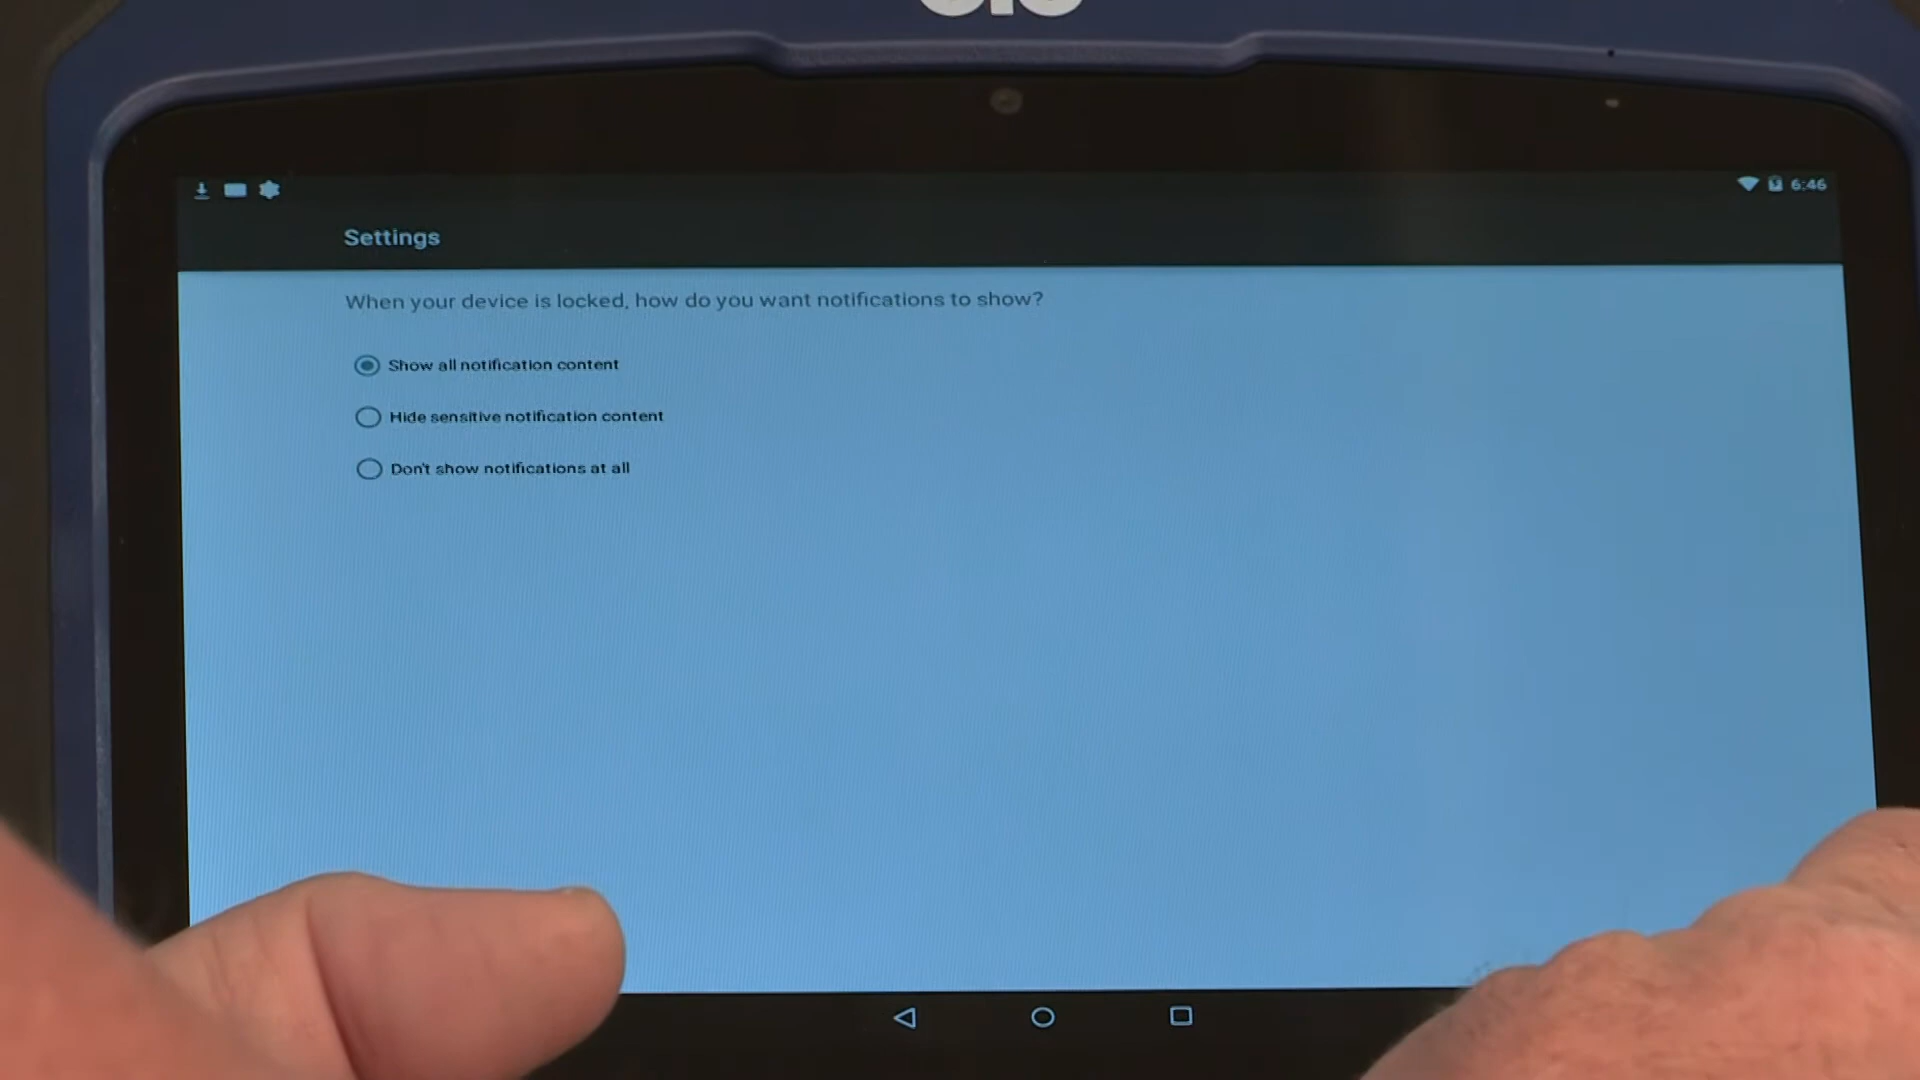 6:46
Settings
When your device is locked, how do you want notifications to show?
Show all notification content
Hide sensitive notification content
Don't show notifications at all